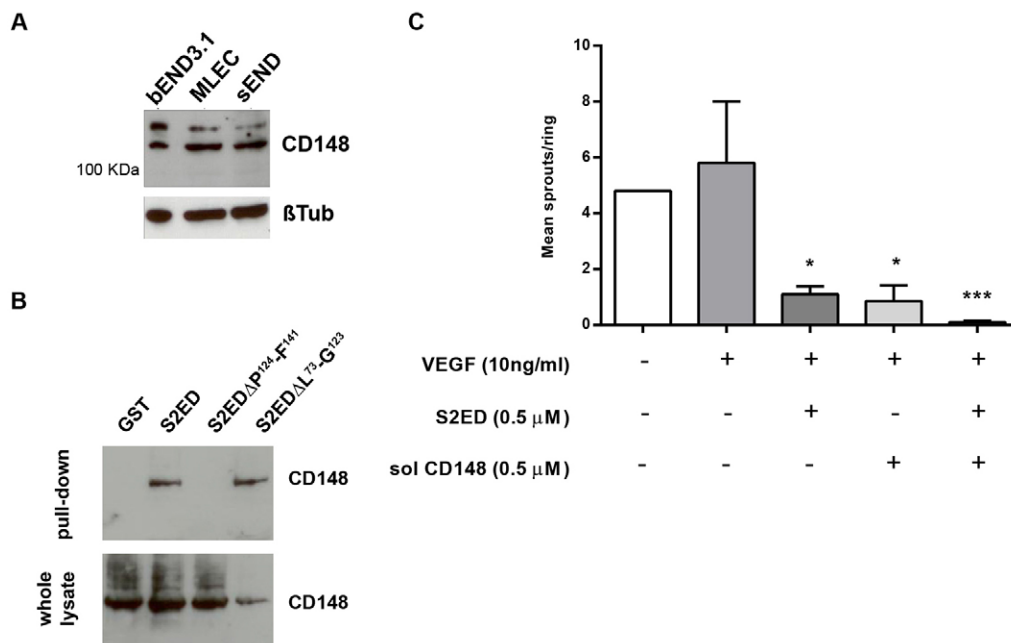 A
bEND3.1
MLEC
sEND
CD148
100 KDa
ßTub
B
GST
S2ED
S2EDΔP¹²⁴-F¹⁴¹
S2EDΔL⁷³-G¹²³
pull-down
CD148
whole
lysate
CD148
C
Mean sprouts/ring
10
8
6
4
2
0
* * ***
VEGF (10ng/ml) - + + + +
S2ED (0.5 µM) - - + - +
sol CD148 (0.5 µM) - - - + +